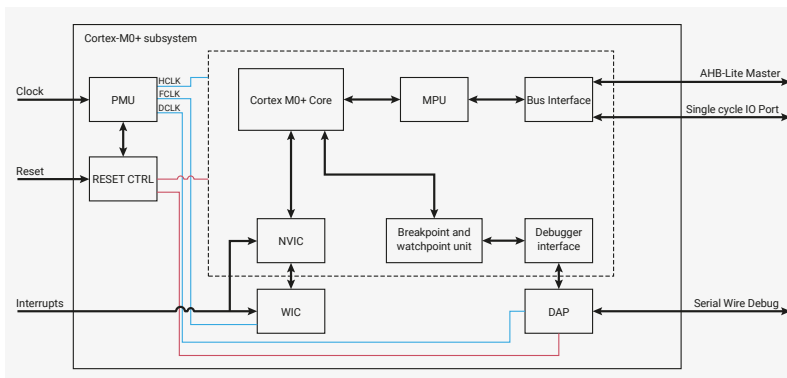 Cortex-M0+ subsystem
Clock
PMU
HCLK
FCLK
DCLK
Cortex M0+ Core
MPU
Bus Interface
AHB-Lite Master
Single cycle IO Port
Reset
RESET CTRL
NVIC
Breakpoint and
watchpoint unit
Debugger
interface
Interrupts
WIC
DAP
Serial Wire Debug